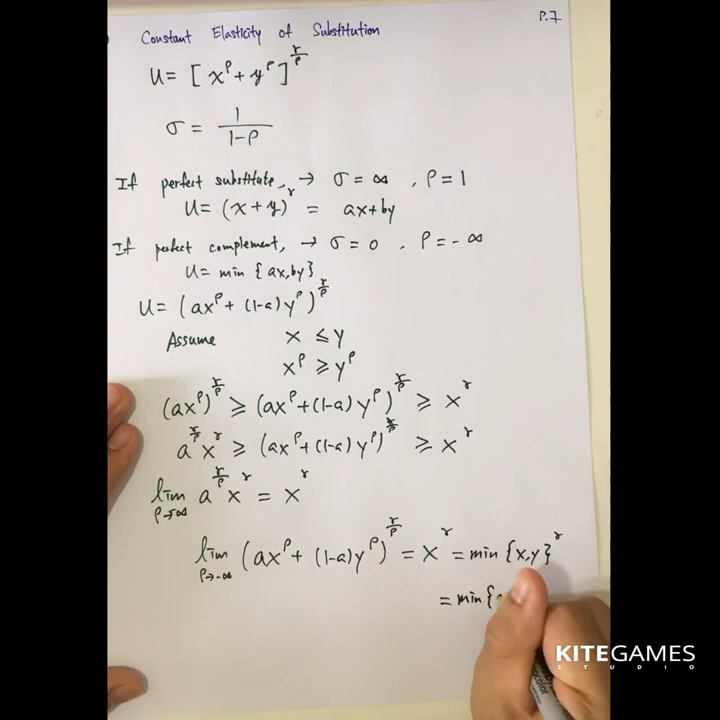 P.7
Constant Elasticity of Substitution
U = [x^ρ + y^ρ]^{r/ρ}
σ = 1/(1-ρ)
If perfect substitute, → σ = ∞ , ρ = 1
U = (x+y)^r = ax+by
If perfect complement, → σ = 0 , ρ = -∞
U = min {ax,by}
U = (ax^ρ + (1-a)y^ρ)^{r/ρ}
Assume x ≤ y
x^ρ ≥ y^ρ
(ax^ρ)^{r/ρ} ≥ (ax^ρ + (1-a)y^ρ)^{r/ρ} ≥ x^r
a^{r/ρ} x^r ≥ (ax^ρ + (1-a)y^ρ)^{r/ρ} ≥ x^r
lim ρ→-∞ a^{r/ρ} x^r = x^r
lim ρ→-∞ (ax^ρ + (1-a)y^ρ)^{r/ρ} = x^r = min {x,y}^r
= min {
KITEGAMES
STUDIO